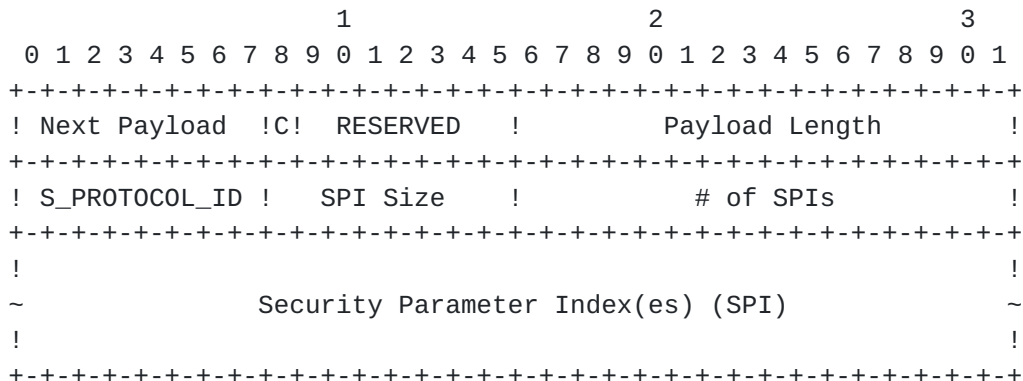 1                   2                   3
 0 1 2 3 4 5 6 7 8 9 0 1 2 3 4 5 6 7 8 9 0 1 2 3 4 5 6 7 8 9 0 1
+-+-+-+-+-+-+-+-+-+-+-+-+-+-+-+-+-+-+-+-+-+-+-+-+-+-+-+-+-+-+-+-+
! Next Payload  !C!  RESERVED   !         Payload Length        !
+-+-+-+-+-+-+-+-+-+-+-+-+-+-+-+-+-+-+-+-+-+-+-+-+-+-+-+-+-+-+-+-+
! S_PROTOCOL_ID !   SPI Size    !           # of SPIs           !
+-+-+-+-+-+-+-+-+-+-+-+-+-+-+-+-+-+-+-+-+-+-+-+-+-+-+-+-+-+-+-+-+
!                                                               !
~               Security Parameter Index(es) (SPI)              ~
!                                                               !
+-+-+-+-+-+-+-+-+-+-+-+-+-+-+-+-+-+-+-+-+-+-+-+-+-+-+-+-+-+-+-+-+